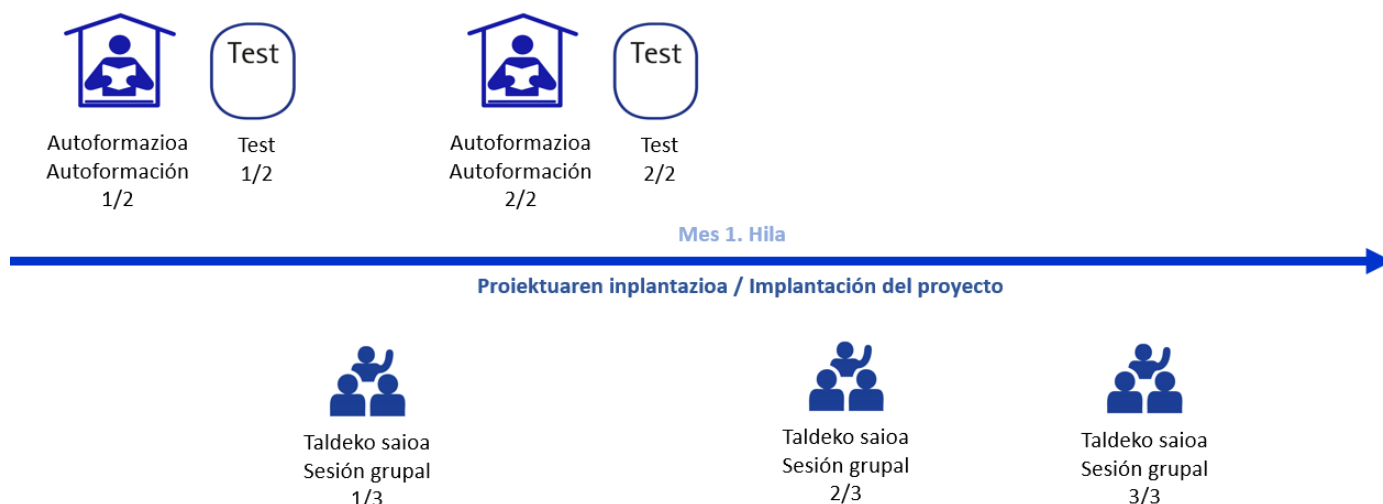 Test
Test
Autoformazioa
Autoformación
1/2
Test
1/2
Autoformazioa
Autoformación
2/2
Test
2/2
Mes 1. Hila
Proiektuaren inplantazioa / Implantación del proyecto
Taldeko saioa
Sesión grupal
1/3
Taldeko saioa
Sesión grupal
2/3
Taldeko saioa
Sesión grupal
3/3